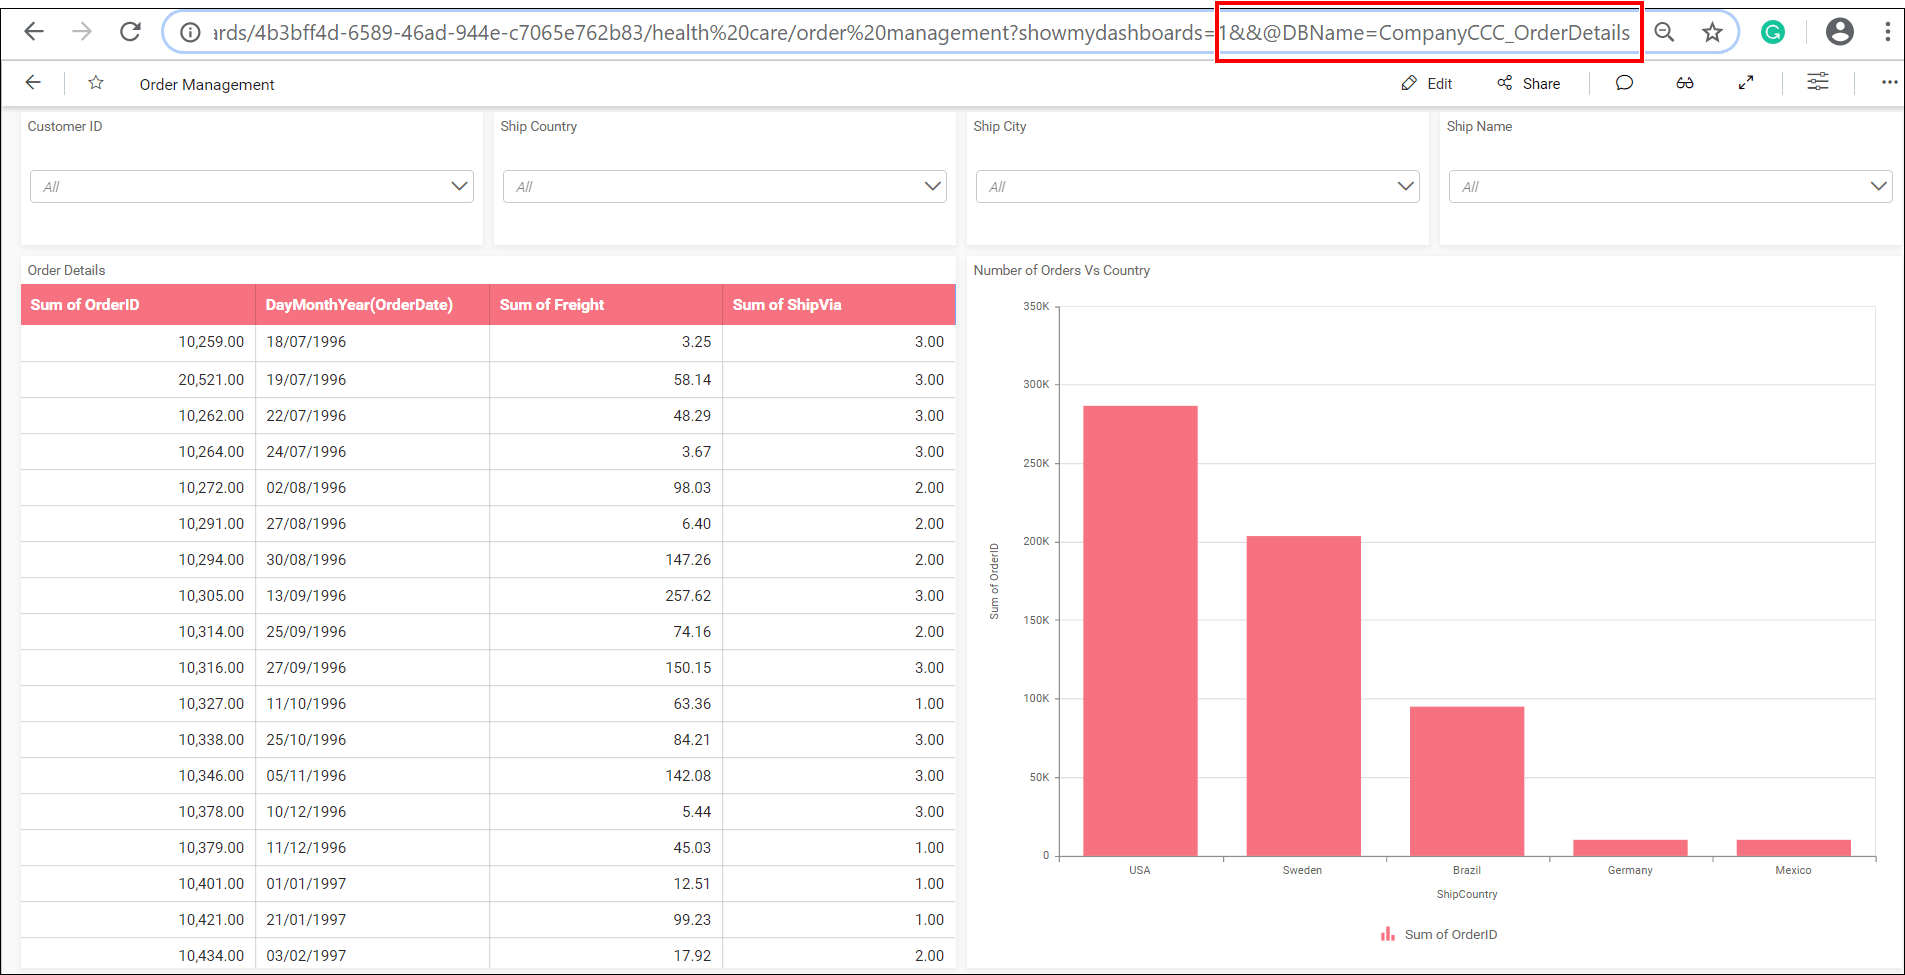 ards/4b3bff4d-6589-46ad-944e-c7065e762b83/health%20care/order%20management?showmydashboards=1&&@DBName=CompanyCCC_OrderDetails
Order Management
Edit
Share
Customer ID
Ship Country
Ship City
Ship Name
All
All
All
All
Order Details
Sum of OrderID DayMonthYear(OrderDate) Sum of Freight Sum of ShipVia
10,259.00 18/07/1996 3.25 3.00
20,521.00 19/07/1996 58.14 3.00
10,262.00 22/07/1996 48.29 3.00
10,264.00 24/07/1996 3.67 3.00
10,272.00 02/08/1996 98.03 2.00
10,291.00 27/08/1996 6.40 2.00
10,294.00 30/08/1996 147.26 2.00
10,305.00 13/09/1996 257.62 3.00
10,314.00 25/09/1996 74.16 2.00
10,316.00 27/09/1996 150.15 3.00
10,327.00 11/10/1996 63.36 1.00
10,338.00 25/10/1996 84.21 3.00
10,346.00 05/11/1996 142.08 3.00
10,378.00 10/12/1996 5.44 3.00
10,379.00 11/12/1996 45.03 1.00
10,401.00 01/01/1997 12.51 1.00
10,421.00 21/01/1997 99.23 1.00
10,434.00 03/02/1997 17.92 2.00
Number of Orders Vs Country
350K
300K
250K
200K
150K
100K
50K
0
Sum of OrderID
USA Sweden Brazil Germany Mexico
ShipCountry
Sum of OrderID